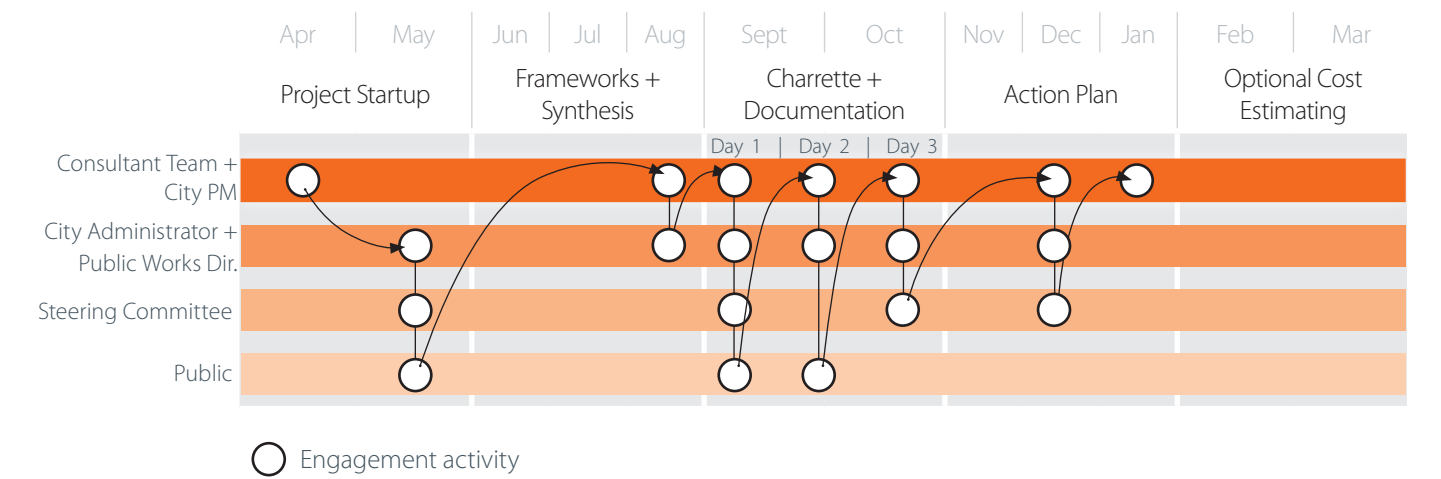 Apr May Jun Jul Aug Sept Oct Nov Dec Jan Feb Mar
Project Startup
Frameworks +
Synthesis
Charrette +
Documentation
Action Plan
Optional Cost
Estimating
Day 1 | Day 2 | Day 3
Consultant Team +
City PM
City Administrator +
Public Works Dir.
Steering Committee
Public
Engagement activity